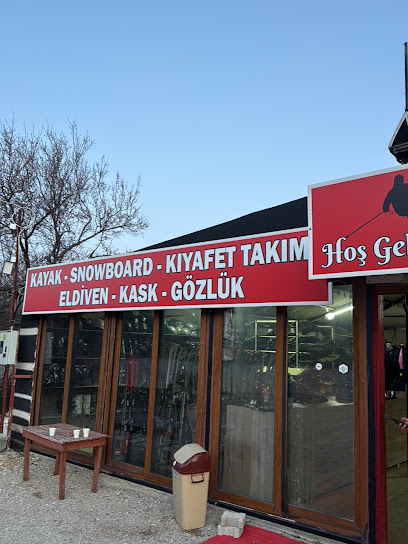 KAYAK - SNOWBOARD - KIYAFET TAKIM
ELDİVEN - KASK - GÖZLÜK
Hoş Gel